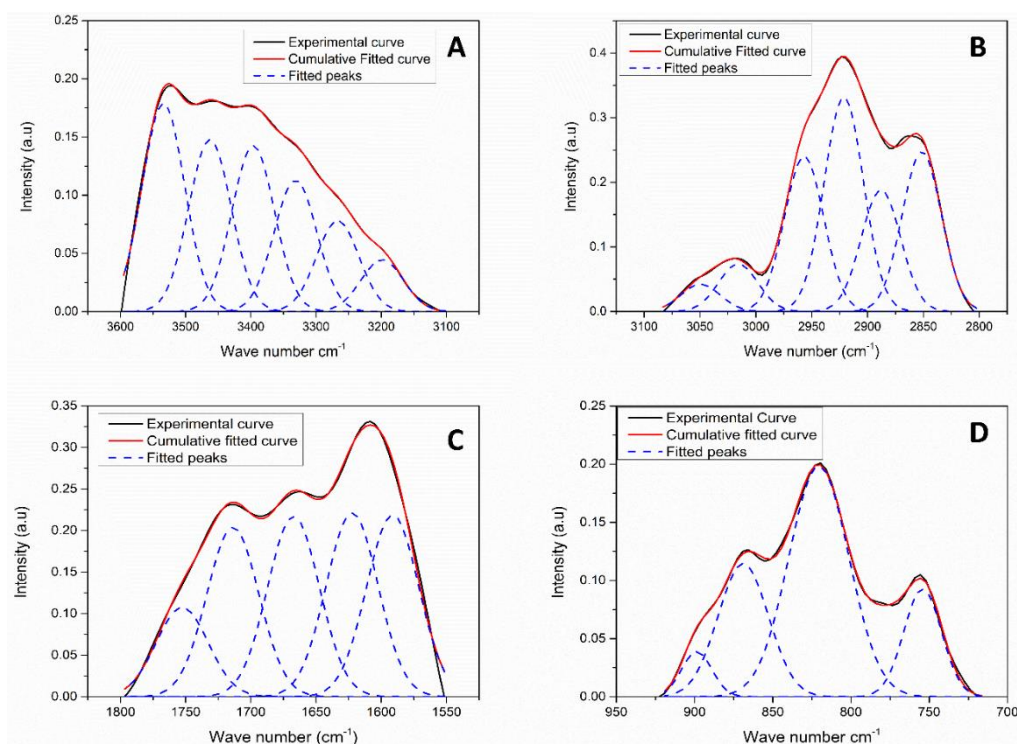 A
Experimental curve
Cumulative Fitted curve
Fitted peaks
0.25
0.20
0.15
0.10
0.05
0.00
Intensity (a.u)
3600 3500 3400 3300 3200 3100
Wave number cm-1
B
Experimental curve
Cumulative Fitted curve
Fitted peaks
0.4
0.3
0.2
0.1
0.0
Intensity (a.u)
3100 3050 3000 2950 2900 2850 2800
Wave number (cm-1)
C
Experimental curve
Cumulative fitted curve
Fitted peaks
0.35
0.30
0.25
0.20
0.15
0.10
0.05
0.00
Intensity (a.u)
1800 1750 1700 1650 1600 1550
Wave number (cm-1)
D
Experimental Curve
Cumulative fitted curve
Fitted peaks
0.25
0.20
0.15
0.10
0.05
0.00
Intensity (a.u)
950 900 850 800 750 700
Wave number cm-1